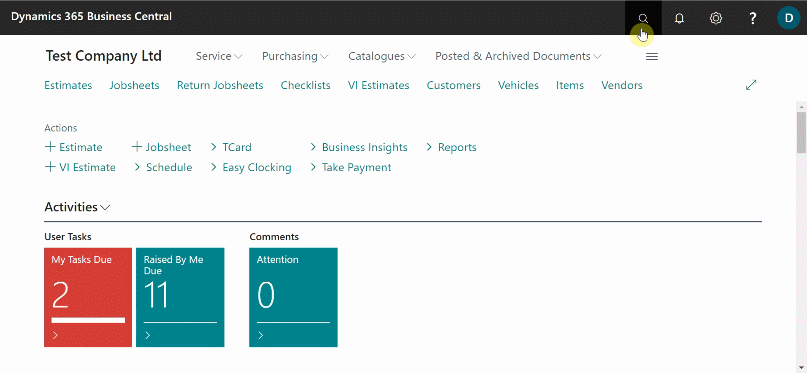 Dynamics 365 Business Central
? D
Test Company Ltd Service Purchasing Catalogues Posted & Archived Documents
Estimates Jobsheets Return Jobsheets Checklists VI Estimates Customers Vehicles Items Vendors
Actions
+ Estimate + Jobsheet > TCard > Business Insights > Reports
+ VI Estimate > Schedule > Easy Clocking > Take Payment
Activities
User Tasks Comments
My Tasks Due Raised By Me Due Attention
2 11 0